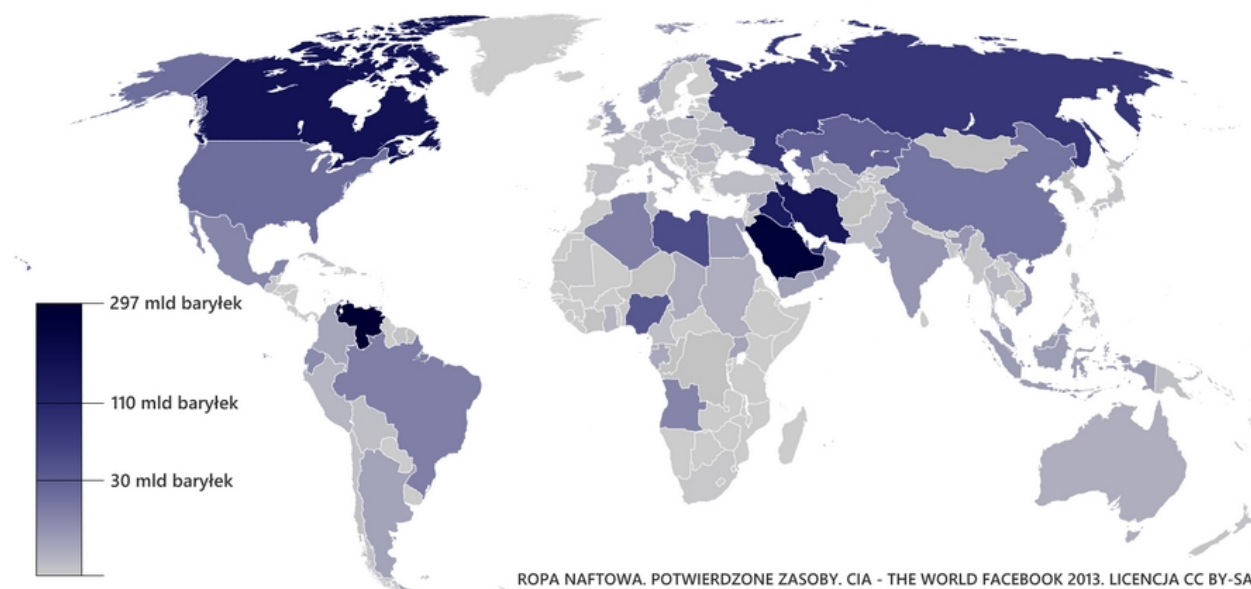 297 mld baryłek
110 mld baryłek
30 mld baryłek
ROPA NAFTOWA. POTWIERDZONE ZASOBY. CIA - THE WORLD FACEBOOK 2013. LICENCJA CC BY-SA